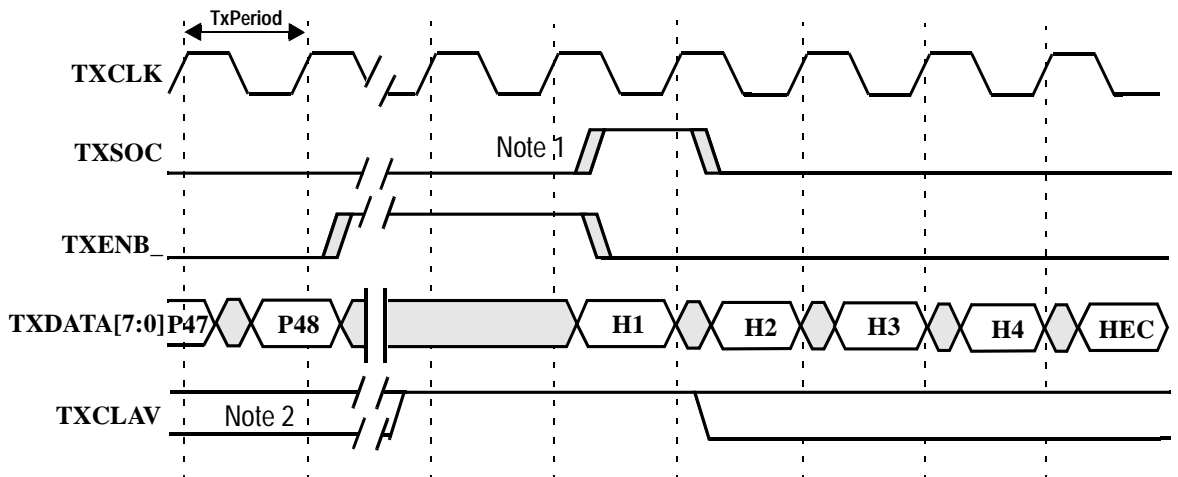 TxPeriod
TXCLK
TXSOC
Note 1
TXENB_
TXDATA[7:0] P47 P48 H1 H2 H3 H4 HEC
TXCLAV
Note 2